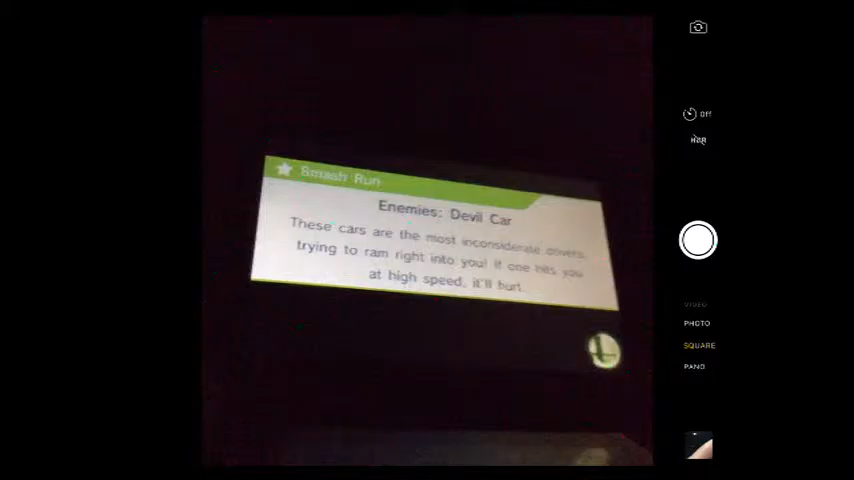 Off
Smash Run
Enemies: Devil Car
These cars are the most inconsiderate drivers,
trying to ram right into you! If one hits you
at high speed, it'll hurt.
VIDEO
PHOTO
SQUARE
PANO